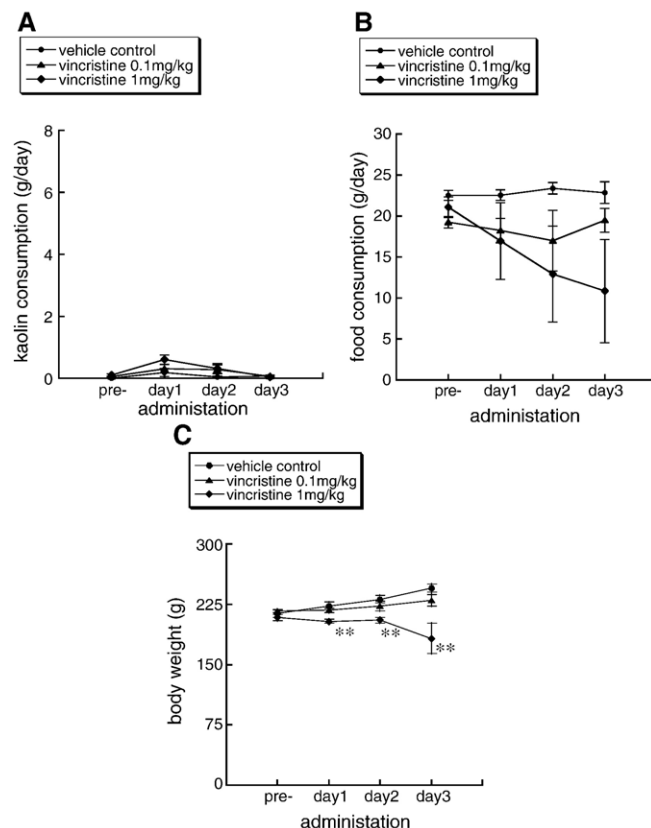 A
vehicle control
vincristine 0.1mg/kg
vincristine 1mg/kg
kaolin consumption (g/day)
8
6
4
2
0
pre- day1 day2 day3
administation
B
vehicle control
vincristine 0.1mg/kg
vincristine 1mg/kg
food consumption (g/day)
30
25
20
15
10
5
0
pre- day1 day2 day3
administation
C
vehicle control
vincristine 0.1mg/kg
vincristine 1mg/kg
body weight (g)
300
225
150
75
0
** ** **
pre- day1 day2 day3
administation